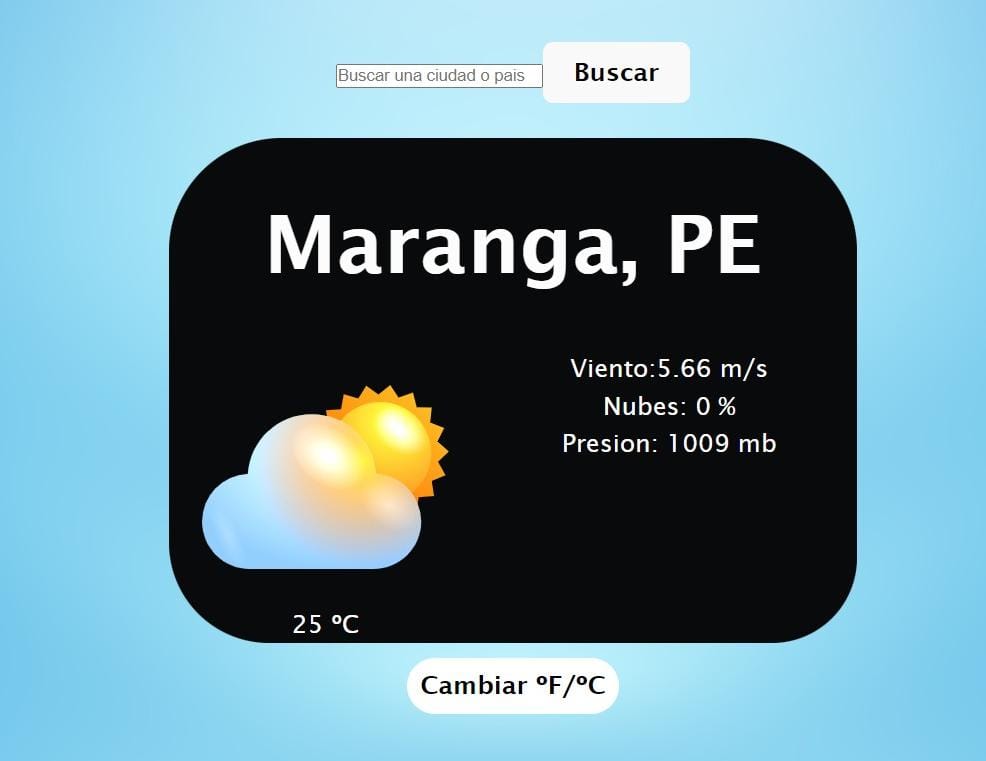 Buscar una ciudad o pais
Buscar
Maranga, PE
Viento:5.66 m/s
Nubes: 0 %
Presion: 1009 mb
25 ºC
Cambiar ºF/ºC